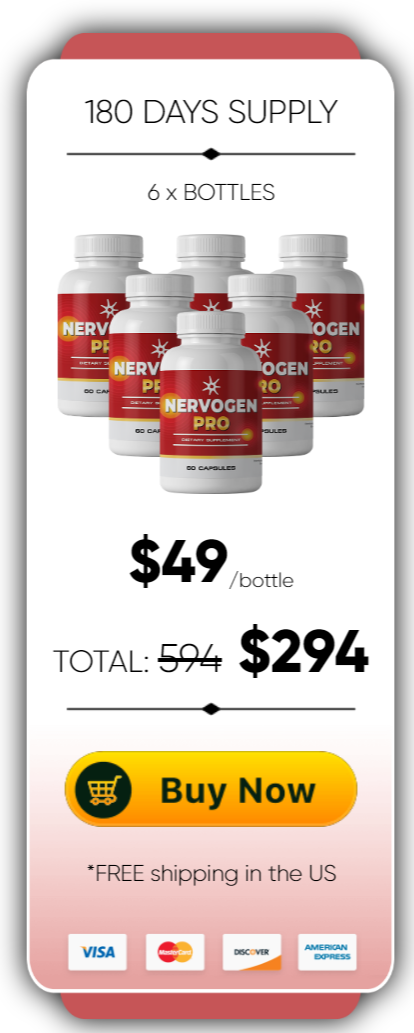 180 DAYS SUPPLY
6 x BOTTLES
NERVOGEN
PRO
DIETARY SUPPLEMENT
60 CAPSULES
$49 /bottle
TOTAL: 594 $294
Buy Now
*FREE shipping in the US
VISA
MasterCard
DISCOVER
AMERICAN
EXPRESS